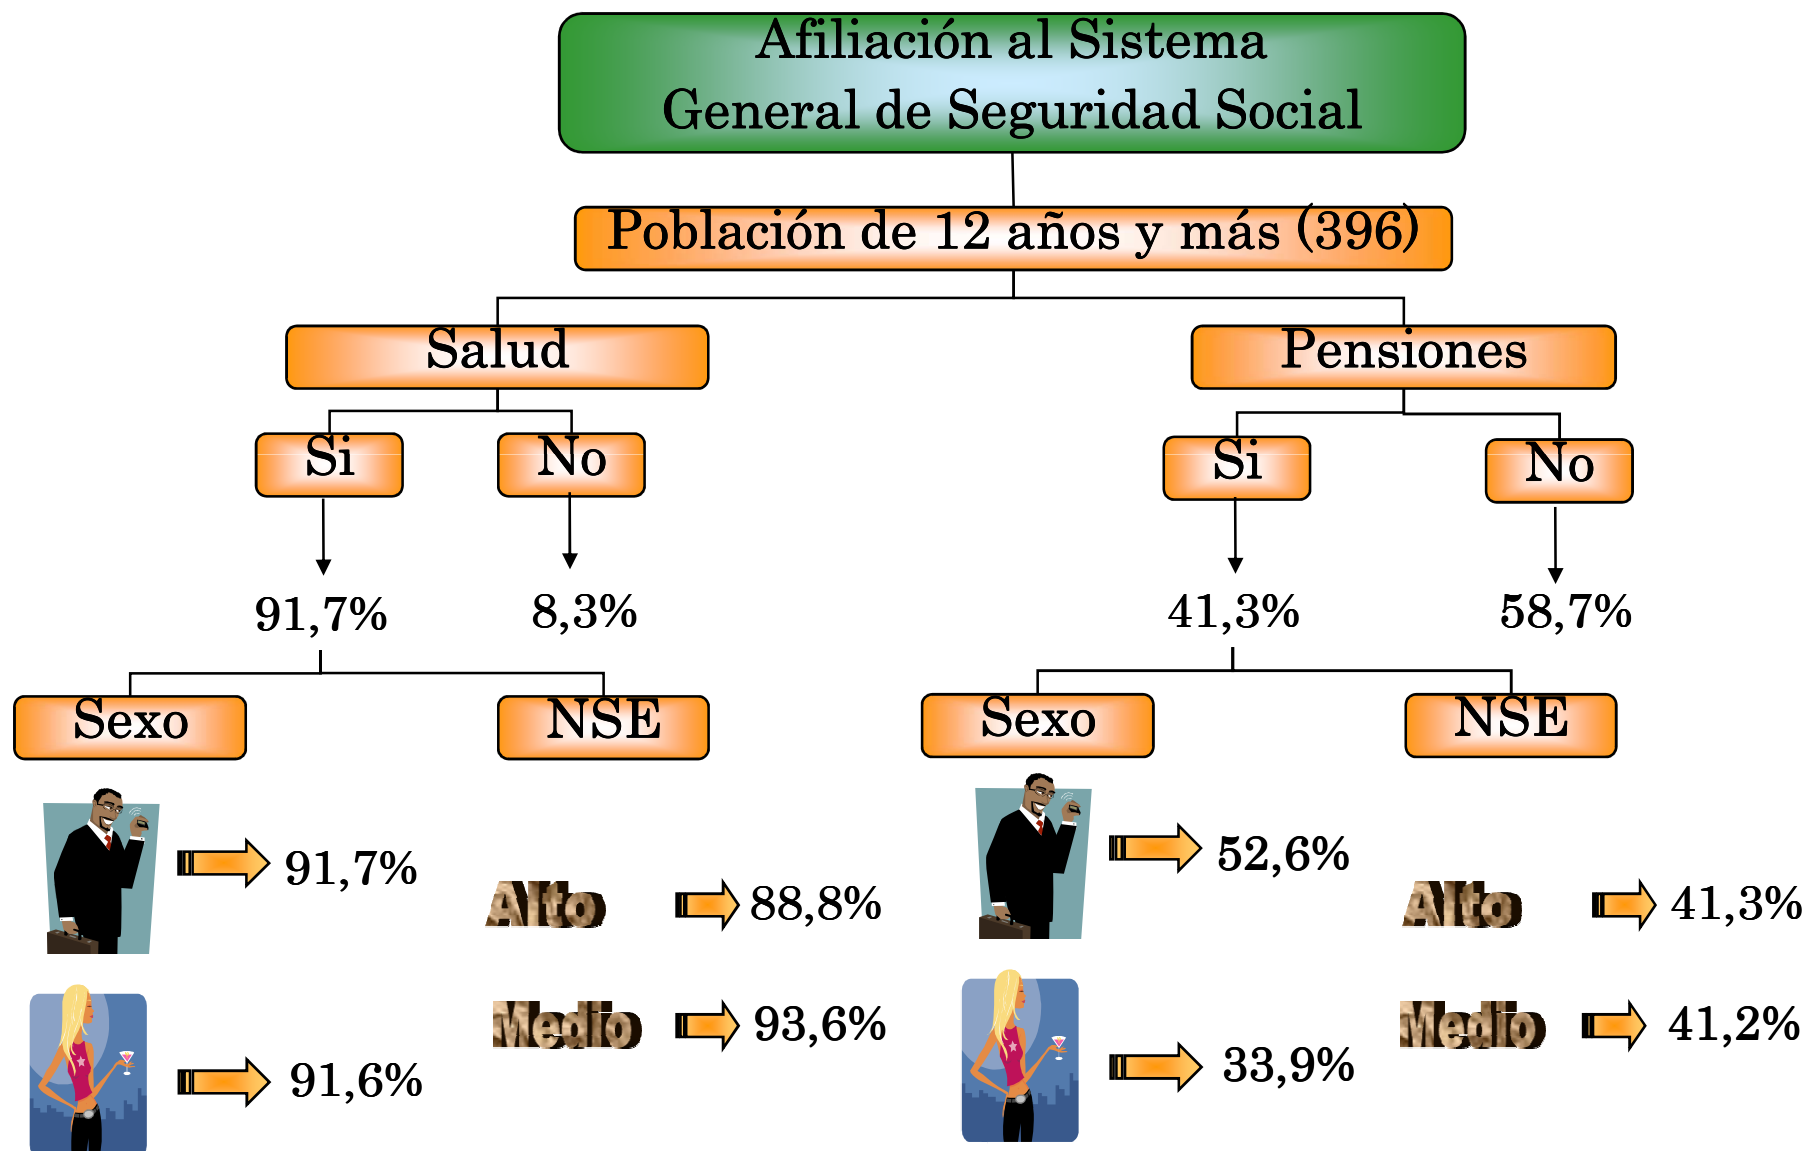 Afiliación al Sistema
General de Seguridad Social
Población de 12 años y más (396)
Salud
Pensiones
Si
No
Si
No
91,7%
8,3%
41,3%
58,7%
Sexo
NSE
Sexo
NSE
91,7%
Alto
88,8%
Medio
93,6%
91,6%
52,6%
Alto
41,3%
Medio
41,2%
33,9%